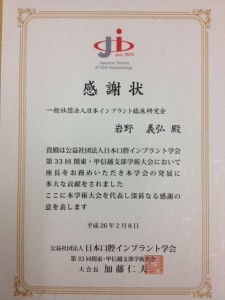 since 1972
Japanese Society
of Oral Implantology
感謝状
一般社団法人日本インプラント臨床研究会
岩野 義弘 殿
貴殿は公益社団法人日本口腔インプラント学会
第33回関東・甲信越支部学術大会において
座長をお務めいただき本学会の発展に
多大な貢献をされました
ここに本学術大会を代表し深甚なる感謝の
意を表します
平成26年2月8日
公益社団法人 日本口腔インプラント学会
第33回関東・甲信越支部学術大会
大会長 加藤仁夫